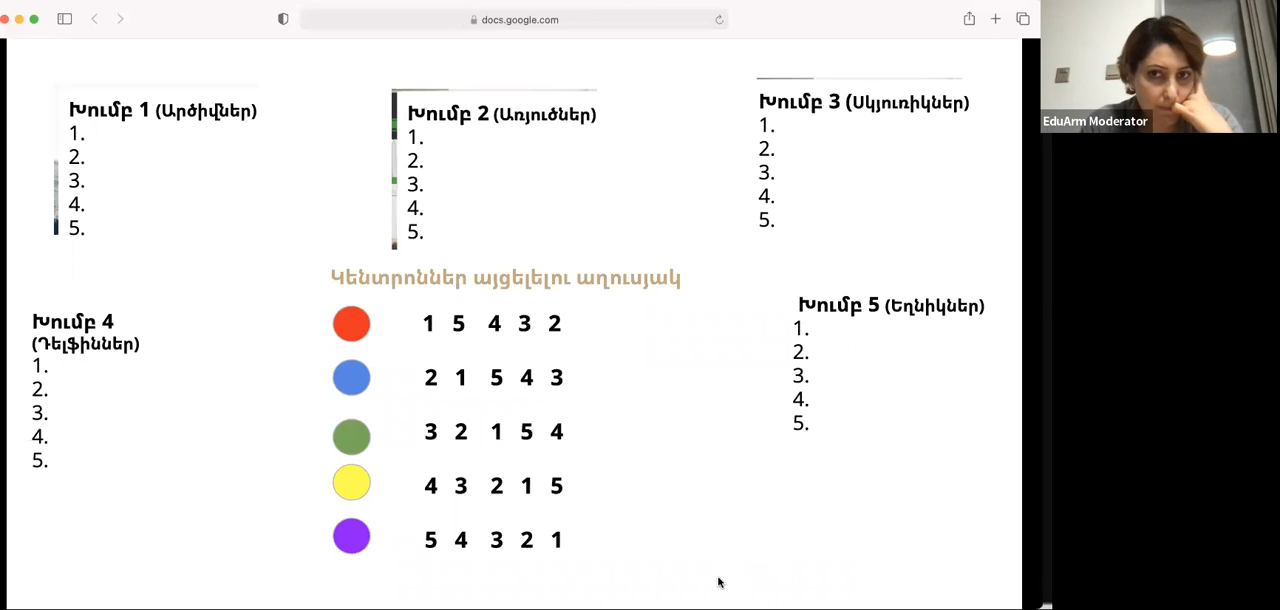 docs.google.com
Խումբ 1 (Արծիվներ)
1.
2.
3.
4.
5.
Խումբ 2 (Առյուծներ)
1.
2.
3.
4.
5.
Խումբ 3 (Սկյուռիկներ)
1.
2.
3.
4.
5.
EduArm Moderator
Խումբ 4
(Դելֆիններ)
1.
2.
3.
4.
5.
Կենտրոններ այցելելու աղուսյակ
1 5 4 3 2
2 1 5 4 3
3 2 1 5 4
4 3 2 1 5
5 4 3 2 1
Խումբ 5 (Եղնիկներ)
1.
2.
3.
4.
5.